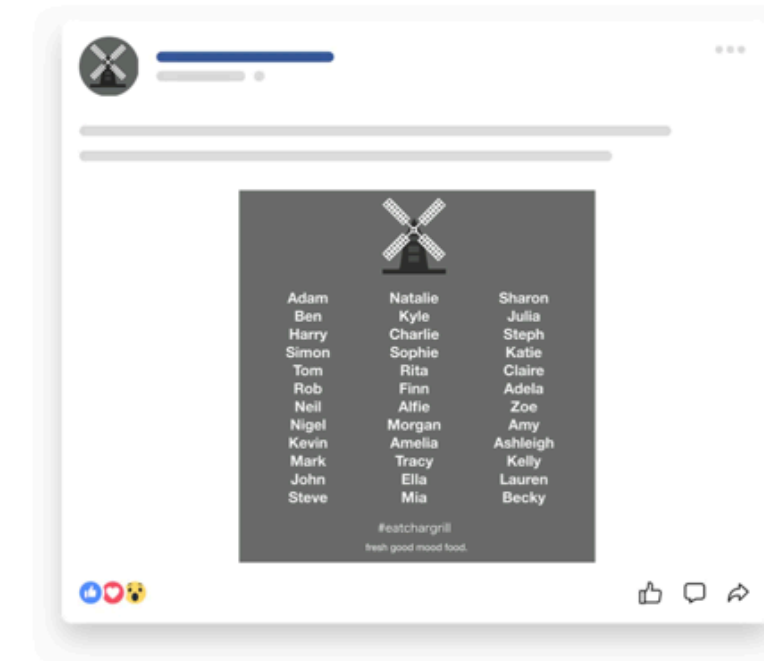 Adam Natalie Sharon
Ben Kyle Julia
Harry Charlie Steph
Simon Sophie Katie
Tom Rita Claire
Rob Finn Adela
Neil Alfie Zoe
Nigel Morgan Amy
Kevin Amelia Ashleigh
Mark Tracy Kelly
John Ella Lauren
Steve Mia Becky
#eatchargrill
fresh good mood food.